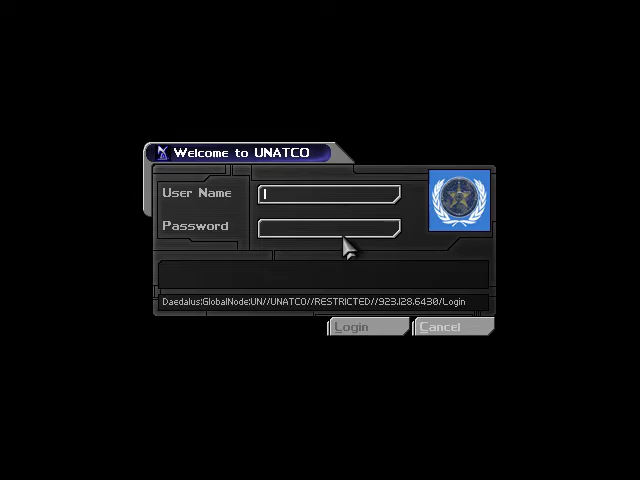 Welcome to UNATCO
User Name
Password
Daedalus:GlobalNode:UN//UNATCO//RESTRICTED//923.128.6430/Login
Login
Cancel